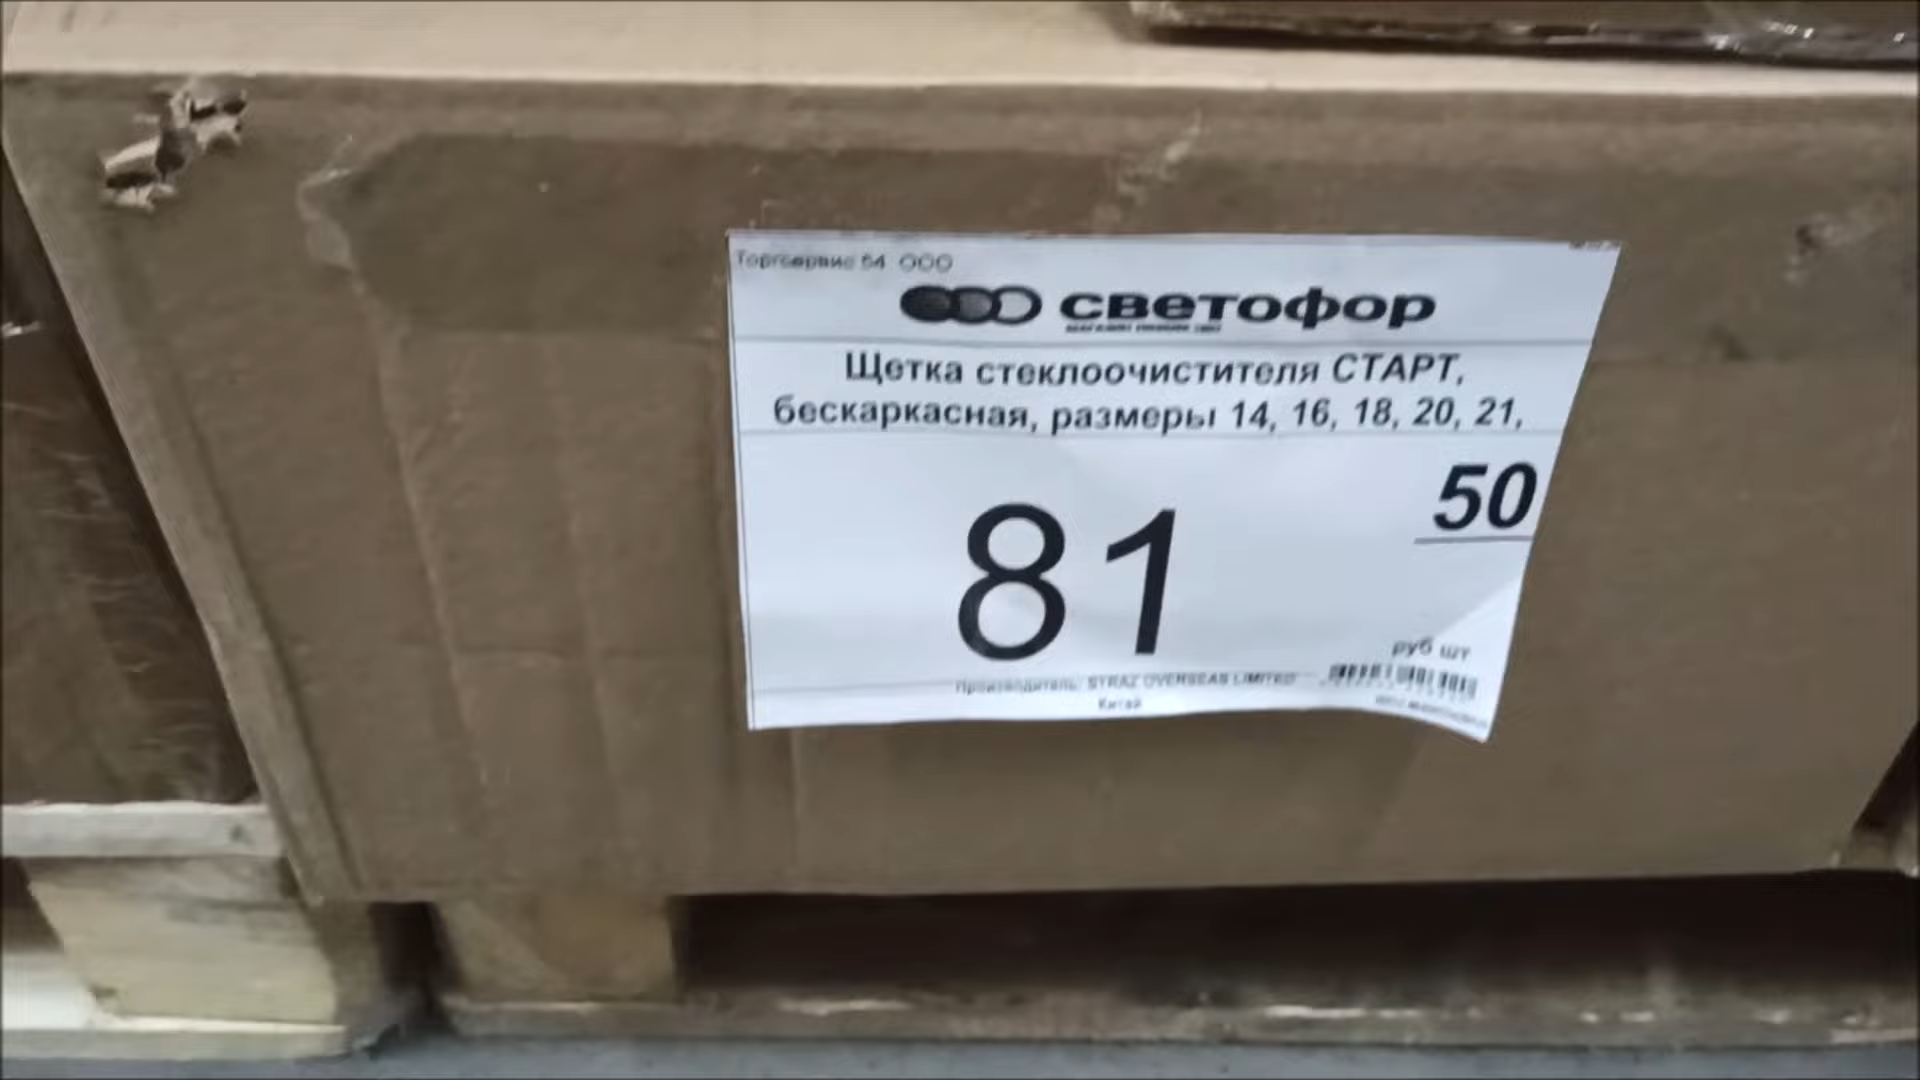 Торгсервис 54 ООО
светофор
Щетка стеклоочистителя СТАРТ,
бескаркасная, размеры 14, 16, 18, 20, 21,
81 50
руб шт
Производитель: STRAZ OVERSEAS LIMITED
Китай